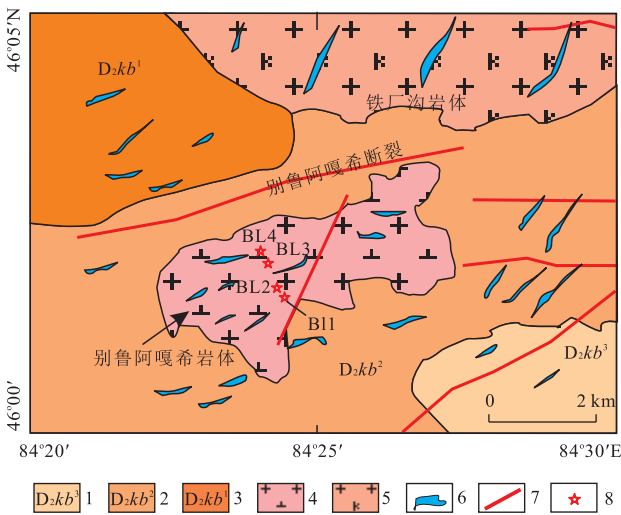 46°05′
D₂kb¹
铁厂沟岩体
别鲁阿嘎希断裂
BL4
BL3
BL2
Bl1
别鲁阿嘎希岩体
D₂kb²
D₂kb³
46°00′
0 2 km
84°20′ 84°25′ 84°30′
D₂kb³ 1 D₂kb² 2 D₂kb¹ 3 4 5 6 7 8